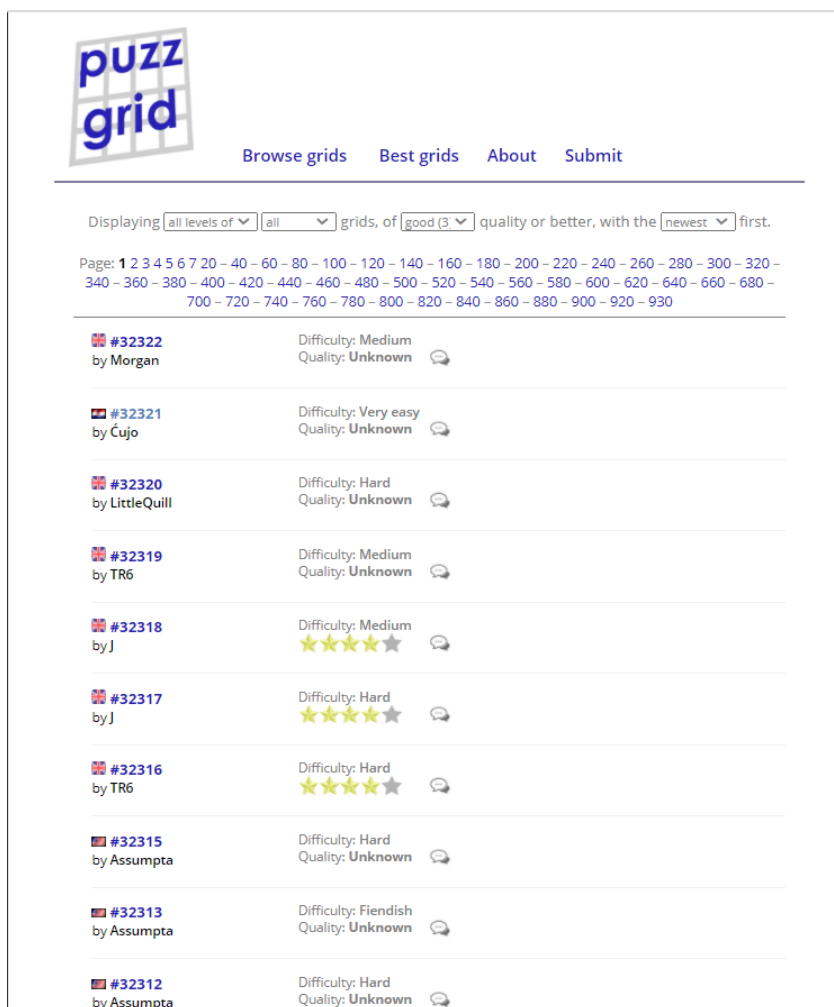 puzz
grid
Browse grids Best grids About Submit
Displaying all levels of all grids, of good (3 quality or better, with the newest first.
Page: 1 2 3 4 5 6 7 20 – 40 – 60 – 80 – 100 – 120 – 140 – 160 – 180 – 200 – 220 – 240 – 260 – 280 – 300 – 320 –
340 – 360 – 380 – 400 – 420 – 440 – 460 – 480 – 500 – 520 – 540 – 560 – 580 – 600 – 620 – 640 – 660 – 680 –
700 – 720 – 740 – 760 – 780 – 800 – 820 – 840 – 860 – 880 – 900 – 920 – 930
#32322 Difficulty: Medium
by Morgan Quality: Unknown
#32321 Difficulty: Very easy
by Ćujo Quality: Unknown
#32320 Difficulty: Hard
by LittleQuill Quality: Unknown
#32319 Difficulty: Medium
by TR6 Quality: Unknown
#32318 Difficulty: Medium
by J
#32317 Difficulty: Hard
by J
#32316 Difficulty: Hard
by TR6
#32315 Difficulty: Hard
by Assumpta Quality: Unknown
#32313 Difficulty: Fiendish
by Assumpta Quality: Unknown
#32312 Difficulty: Hard
by Assumpta Quality: Unknown